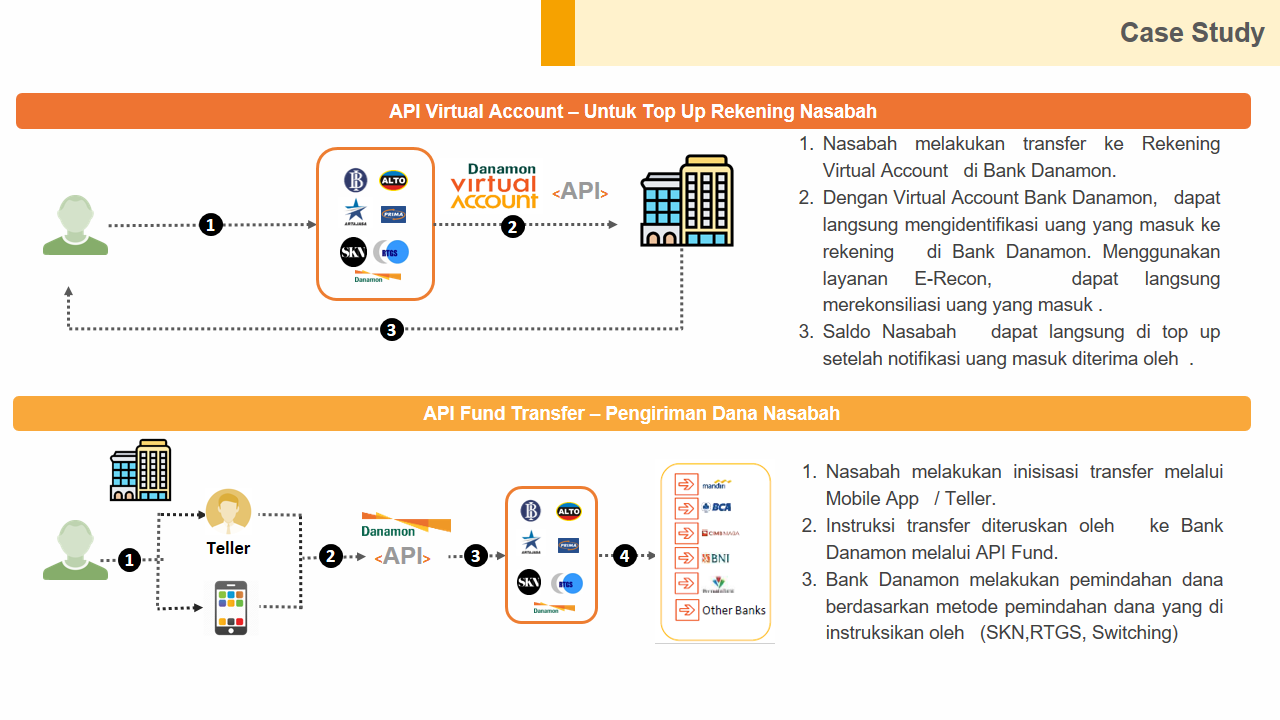 Case Study
API Virtual Account – Untuk Top Up Rekening Nasabah
ALTO
ARTAJASA
PRIMA
SKN
RTGS
Danamon
1
Danamon
virtual
account
<API>
2
3
1. Nasabah melakukan transfer ke Rekening
Virtual Account di Bank Danamon.
2. Dengan Virtual Account Bank Danamon, dapat
langsung mengidentifikasi uang yang masuk ke
rekening di Bank Danamon. Menggunakan
layanan E-Recon, dapat langsung
merekonsiliasi uang yang masuk .
3. Saldo Nasabah dapat langsung di top up
setelah notifikasi uang masuk diterima oleh .
API Fund Transfer – Pengiriman Dana Nasabah
1
Teller
2
Danamon
<API>
3
ALTO
ARTAJASA
PRIMA
SKN
RTGS
Danamon
4
mandiri
BCA
CIMB NIAGA
BNI
Other Banks
1. Nasabah melakukan inisisasi transfer melalui
Mobile App / Teller.
2. Instruksi transfer diteruskan oleh ke Bank
Danamon melalui API Fund.
3. Bank Danamon melakukan pemindahan dana
berdasarkan metode pemindahan dana yang di
instruksikan oleh (SKN,RTGS, Switching)